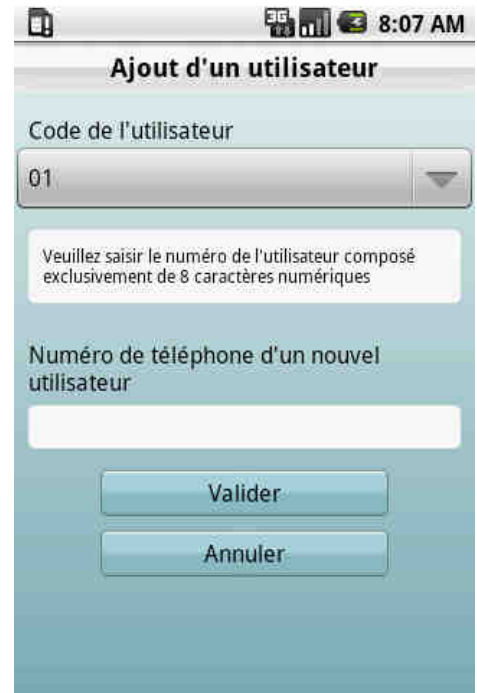 3G 8:07 AM
Ajout d'un utilisateur
Code de l'utilisateur
01
Veuillez saisir le numéro de l'utilisateur composé
exclusivement de 8 caractères numériques
Numéro de téléphone d'un nouvel
utilisateur
Valider
Annuler